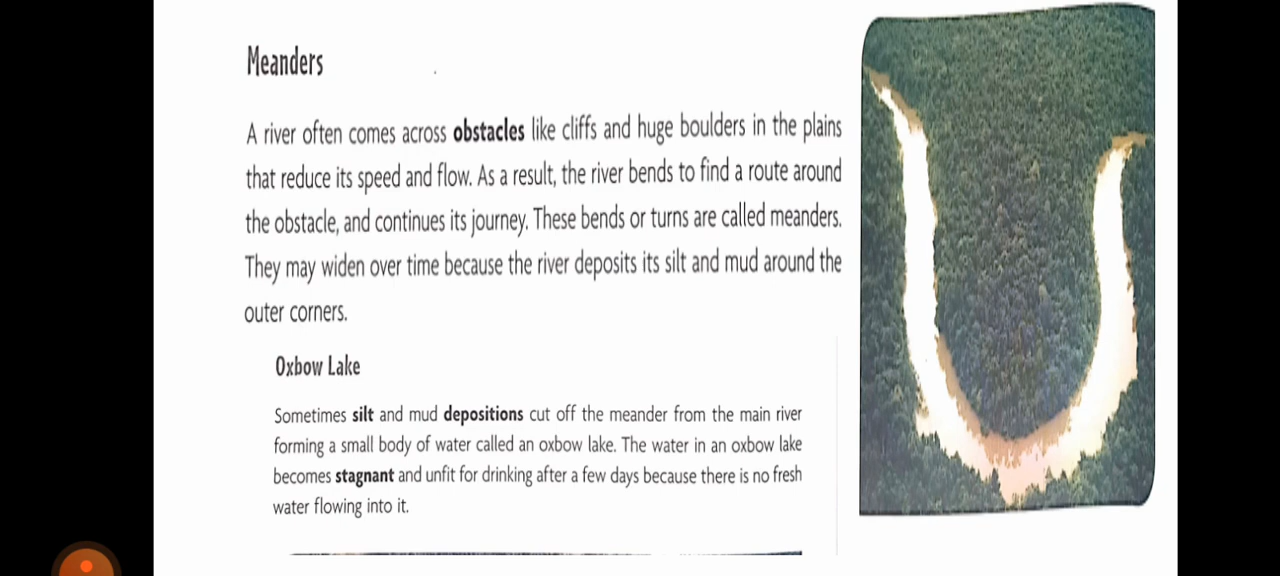 Meanders
A river often comes across obstacles like cliffs and huge boulders in the plains
that reduce its speed and flow. As a result, the river bends to find a route around
the obstacle, and continues its journey. These bends or turns are called meanders.
They may widen over time because the river deposits its silt and mud around the
outer corners.
Oxbow Lake
Sometimes silt and mud depositions cut off the meander from the main river
forming a small body of water called an oxbow lake. The water in an oxbow lake
becomes stagnant and unfit for drinking after a few days because there is no fresh
water flowing into it.